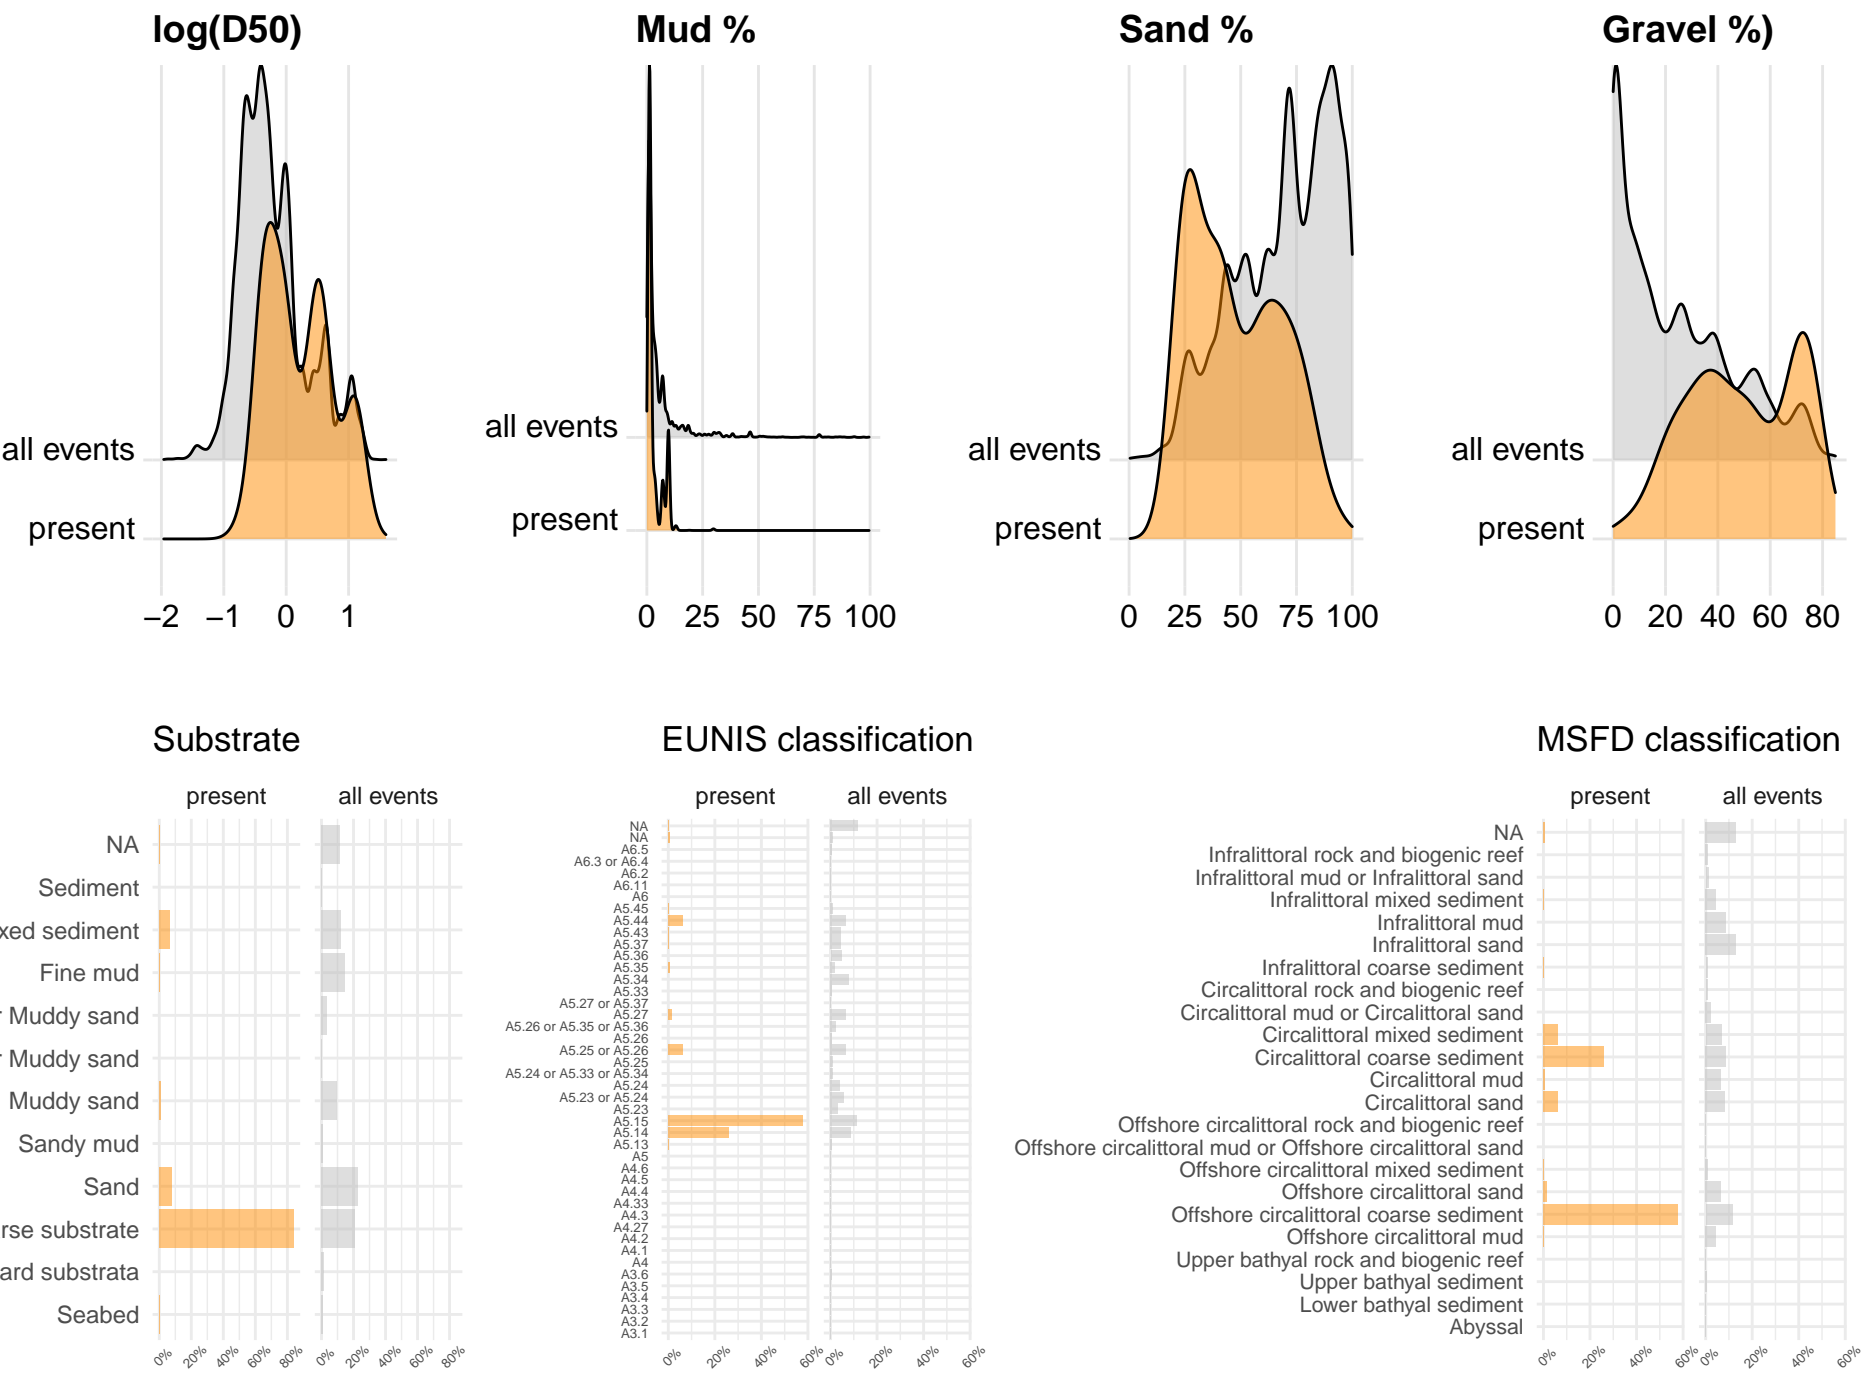 log(D50)
Mud %
Sand %
Gravel %)
all events
present
−2 −1 0 1
all events
present
0 25 50 75 100
all events
present
0 25 50 75 100
all events
present
0 20 40 60 80
Substrate
present all events
NA
Sediment
xed sediment
Fine mud
r Muddy sand
r Muddy sand
Muddy sand
Sandy mud
Sand
rse substrate
ard substrata
Seabed
0% 20% 40% 60% 80% 0% 20% 40% 60% 80%
EUNIS classification
present all events
NA
NA
A6.5
A6.3 or A6.4
A6.2
A6.11
A6
A5.45
A5.44
A5.43
A5.37
A5.36
A5.35
A5.34
A5.33
A5.27 or A5.37
A5.27
A5.26 or A5.35 or A5.36
A5.26
A5.25 or A5.26
A5.25
A5.24 or A5.33 or A5.34
A5.24
A5.23 or A5.24
A5.23
A5.15
A5.14
A5.13
A5
A4.6
A4.5
A4.4
A4.33
A4.3
A4.27
A4.2
A4.1
A4
A3.6
A3.5
A3.4
A3.3
A3.2
A3.1
0% 20% 40% 60% 0% 20% 40% 60%
MSFD classification
present all events
NA
Infralittoral rock and biogenic reef
Infralittoral mud or Infralittoral sand
Infralittoral mixed sediment
Infralittoral mud
Infralittoral sand
Infralittoral coarse sediment
Circalittoral rock and biogenic reef
Circalittoral mud or Circalittoral sand
Circalittoral mixed sediment
Circalittoral coarse sediment
Circalittoral mud
Circalittoral sand
Offshore circalittoral rock and biogenic reef
Offshore circalittoral mud or Offshore circalittoral sand
Offshore circalittoral mixed sediment
Offshore circalittoral sand
Offshore circalittoral coarse sediment
Offshore circalittoral mud
Upper bathyal rock and biogenic reef
Upper bathyal sediment
Lower bathyal sediment
Abyssal
0% 20% 40% 60% 0% 20% 40% 60%